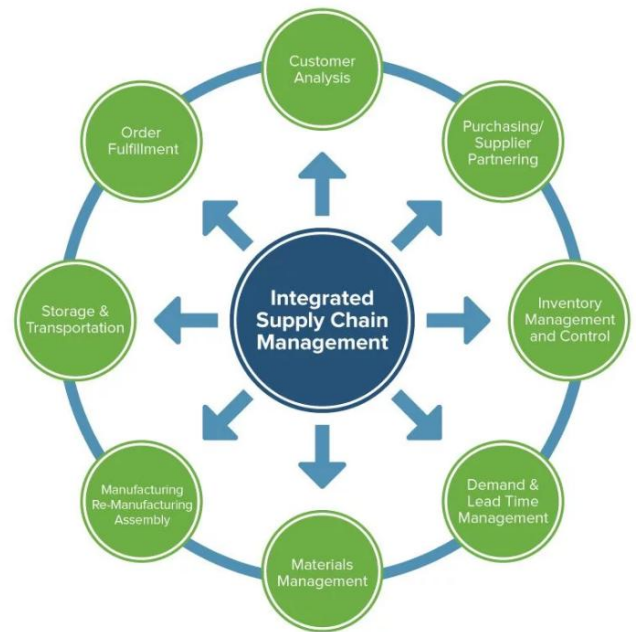 Customer
Analysis
Purchasing/
Supplier
Partnering
Inventory
Management
and Control
Demand &
Lead Time
Management
Materials
Management
Manufacturing
Re-Manufacturing
Assembly
Storage &
Transportation
Order
Fulfillment
Integrated
Supply Chain
Management